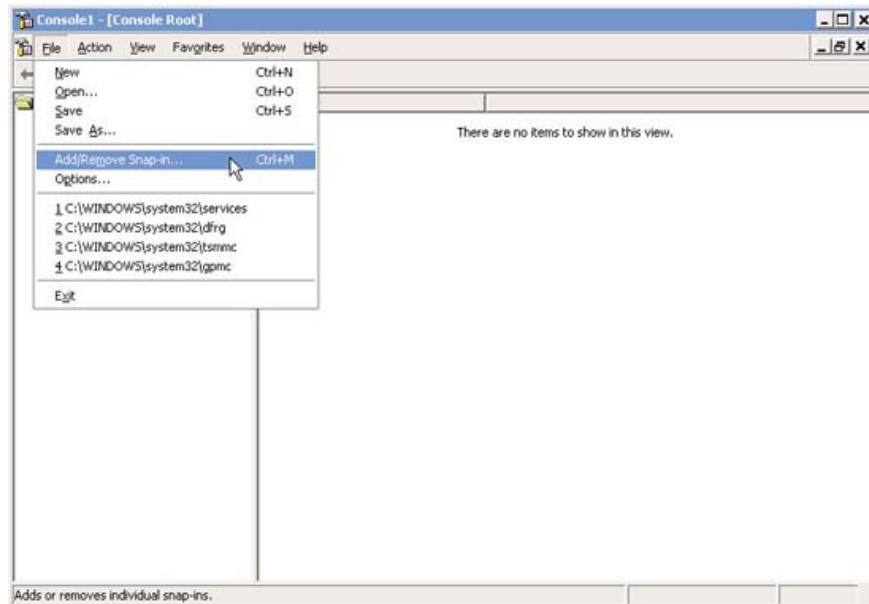 Console1 - [Console Root]
File Action View Favorites Window Help
New Ctrl+N
Open... Ctrl+O
Save Ctrl+S
Save As...
There are no items to show in this view.
Add/Remove Snap-in... Ctrl+M
Options...
1 C:\WINDOWS\system32\services
2 C:\WINDOWS\system32\dfrg
3 C:\WINDOWS\system32\tsmmc
4 C:\WINDOWS\system32\gpmc
Exit
Adds or removes individual snap-ins.